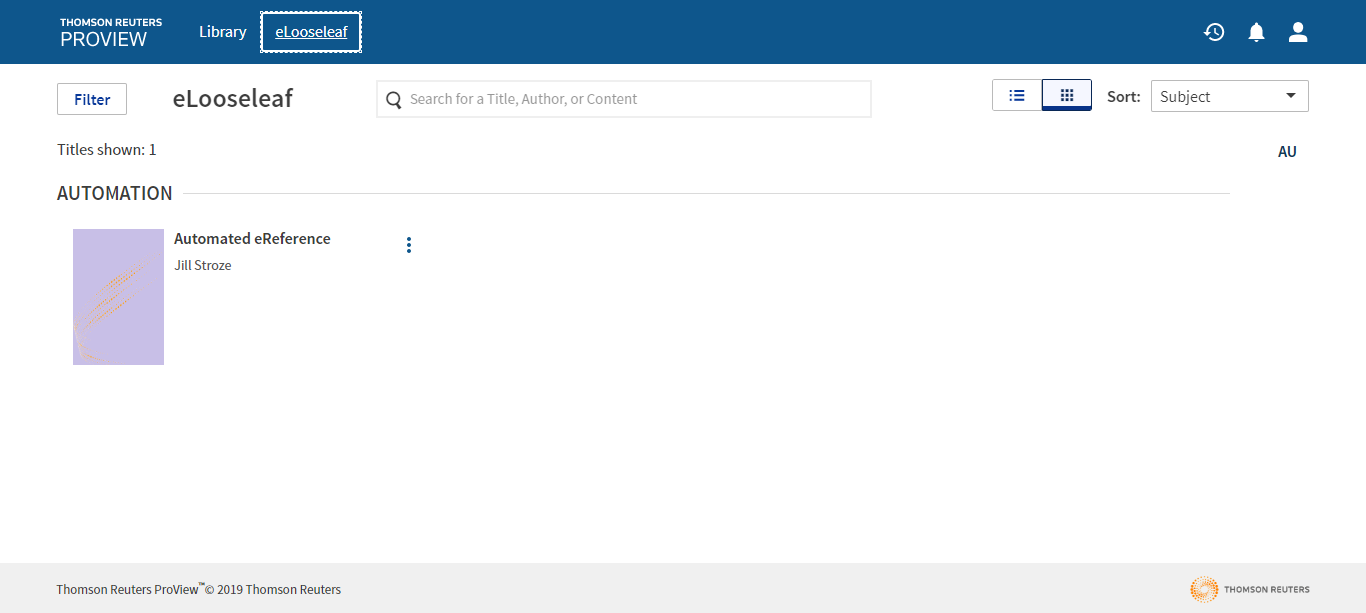 THOMSON REUTERS
PROVIEW
Library
eLooseleaf
Filter
eLooseleaf
Search for a Title, Author, or Content
Sort:
Subject
Titles shown: 1
AU
AUTOMATION
Automated eReference
Jill Stroze
Thomson Reuters ProView™© 2019 Thomson Reuters
THOMSON REUTERS